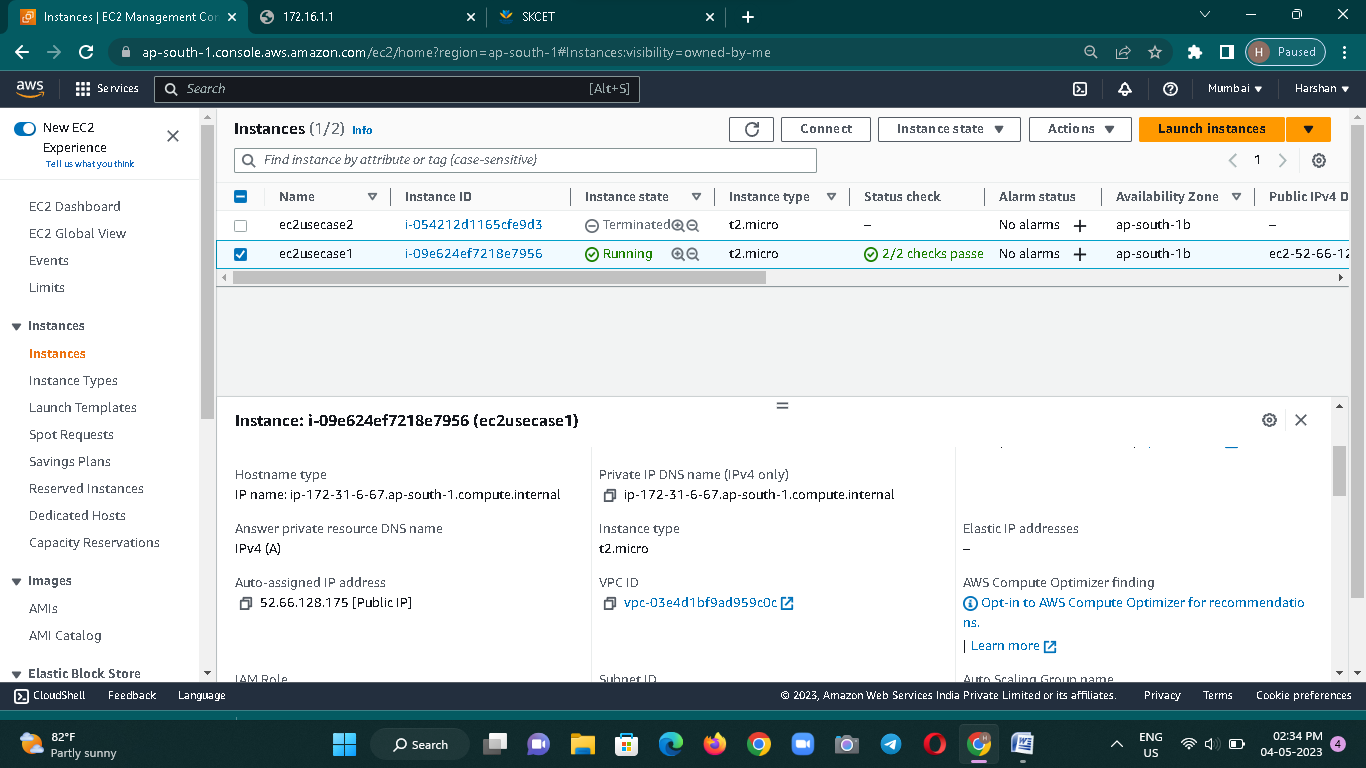 Instances | EC2 Management Con
172.16.1.1
SKCET
ap-south-1.console.aws.amazon.com/ec2/home?region=ap-south-1#Instances:visibility=owned-by-me
H Paused
aws Services Search [Alt+S] Mumbai Harshan
New EC2
Experience
Tell us what you think
EC2 Dashboard
EC2 Global View
Events
Limits
Instances
Instances
Instance Types
Launch Templates
Spot Requests
Savings Plans
Reserved Instances
Dedicated Hosts
Capacity Reservations
Images
AMIs
AMI Catalog
Elastic Block Store
Instances (1/2) Info
Connect Instance state Actions Launch instances
Find instance by attribute or tag (case-sensitive) 1
Name Instance ID Instance state Instance type Status check Alarm status Availability Zone Public IPv4 D
ec2usecase2 i-054212d1165cfe9d3 Terminated t2.micro – No alarms + ap-south-1b –
ec2usecase1 i-09e624ef7218e7956 Running t2.micro 2/2 checks passe No alarms + ap-south-1b ec2-52-66-12
Instance: i-09e624ef7218e7956 (ec2usecase1)
Hostname type
IP name: ip-172-31-6-67.ap-south-1.compute.internal
Private IP DNS name (IPv4 only)
ip-172-31-6-67.ap-south-1.compute.internal
Answer private resource DNS name
IPv4 (A)
Instance type
t2.micro
Elastic IP addresses
–
Auto-assigned IP address
52.66.128.175 [Public IP]
VPC ID
vpc-03e4d1bf9ad959c0c
AWS Compute Optimizer finding
Opt-in to AWS Compute Optimizer for recommendatio
ns.
| Learn more
IAM Role
Subnet ID
Auto Scaling Group name
CloudShell Feedback Language © 2023, Amazon Web Services India Private Limited or its affiliates. Privacy Terms Cookie preferences
82°F
Partly sunny
Search
ENG
US
02:34 PM
04-05-2023
4